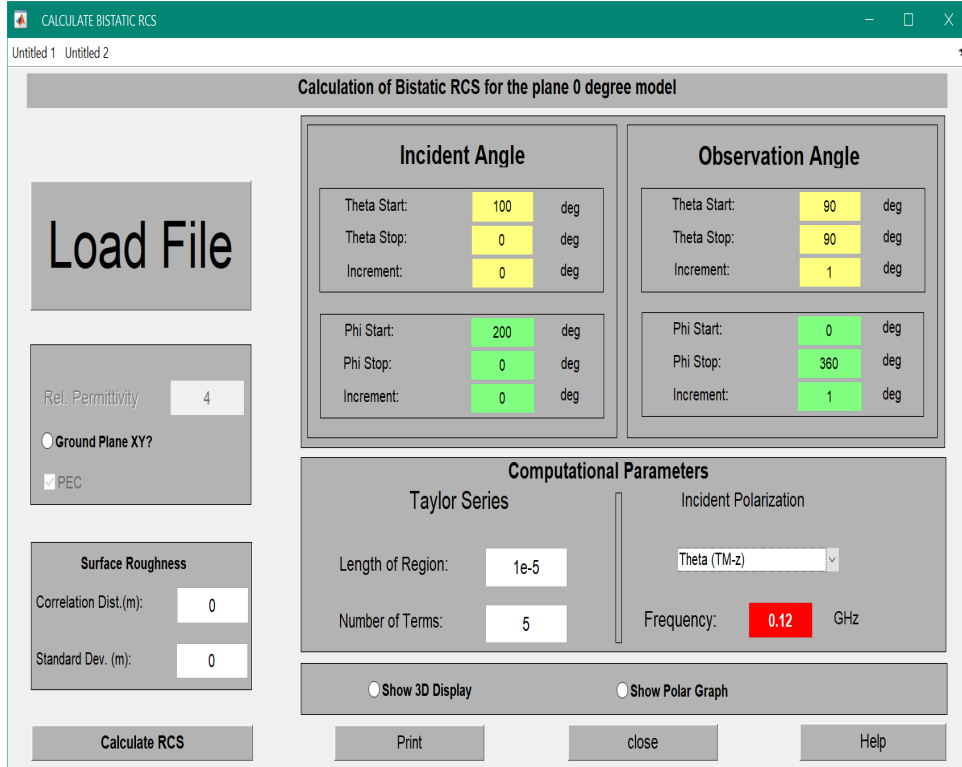 CALCULATE BISTATIC RCS
Untitled 1 Untitled 2
Calculation of Bistatic RCS for the plane 0 degree model
Load File
Rel. Permittivity 4
Ground Plane XY?
PEC
Surface Roughness
Correlation Dist.(m): 0
Standard Dev. (m): 0
Calculate RCS
Incident Angle
Theta Start: 100 deg
Theta Stop: 0 deg
Increment: 0 deg
Phi Start: 200 deg
Phi Stop: 0 deg
Increment: 0 deg
Observation Angle
Theta Start: 90 deg
Theta Stop: 90 deg
Increment: 1 deg
Phi Start: 0 deg
Phi Stop: 360 deg
Increment: 1 deg
Computational Parameters
Taylor Series
Length of Region: 1e-5
Number of Terms: 5
Incident Polarization
Theta (TM-z)
Frequency: 0.12 GHz
Show 3D Display
Show Polar Graph
Print
close
Help